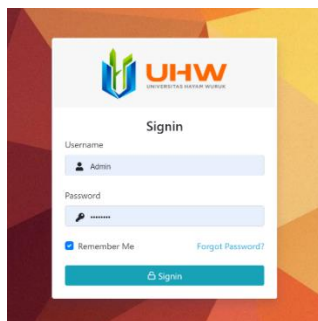 UHW
UNIVERSITAS HAYAM WURUK
Signin
Username
Admin
Password
Remember Me
Forgot Password?
Signin